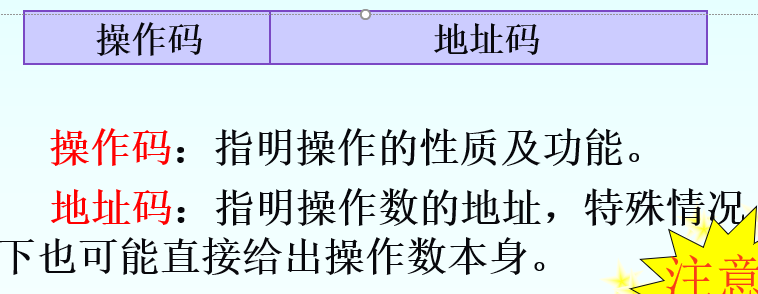 操作码 地址码
操作码：指明操作的性质及功能。
地址码：指明操作数的地址，特殊情况
下也可能直接给出操作数本身。
注意